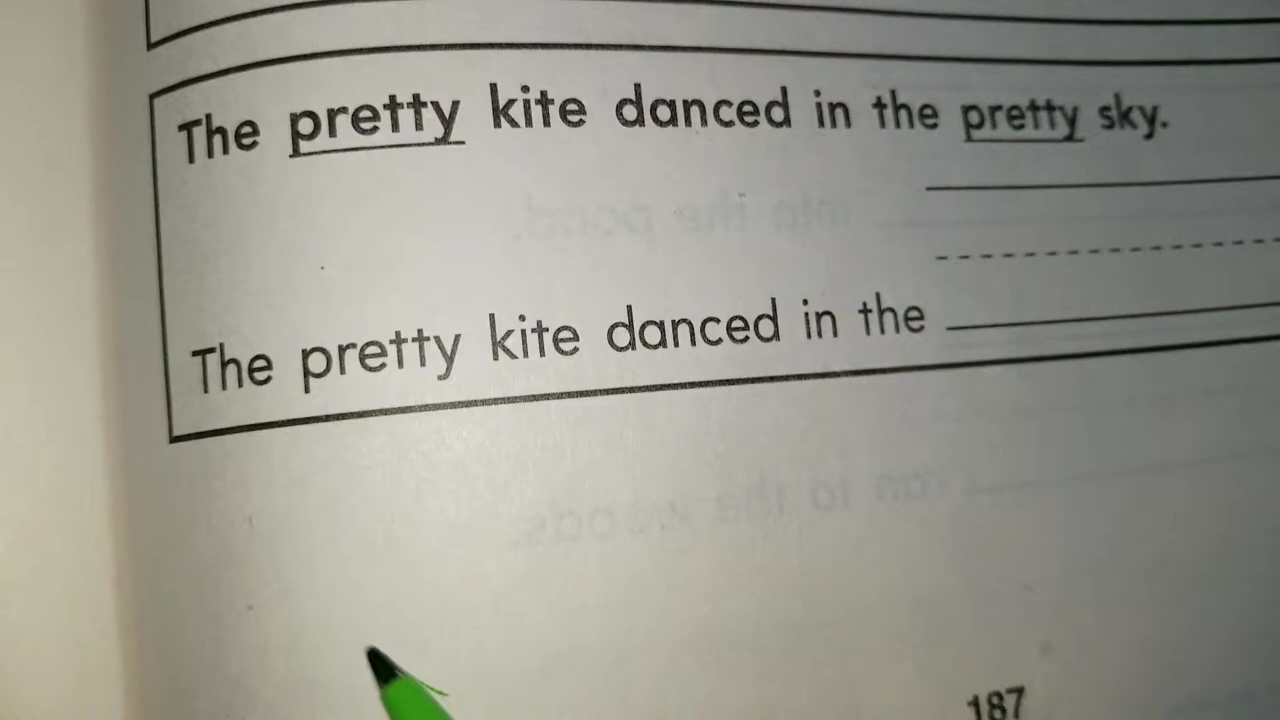 The pretty kite danced in the pretty sky.
The pretty kite danced in the
187